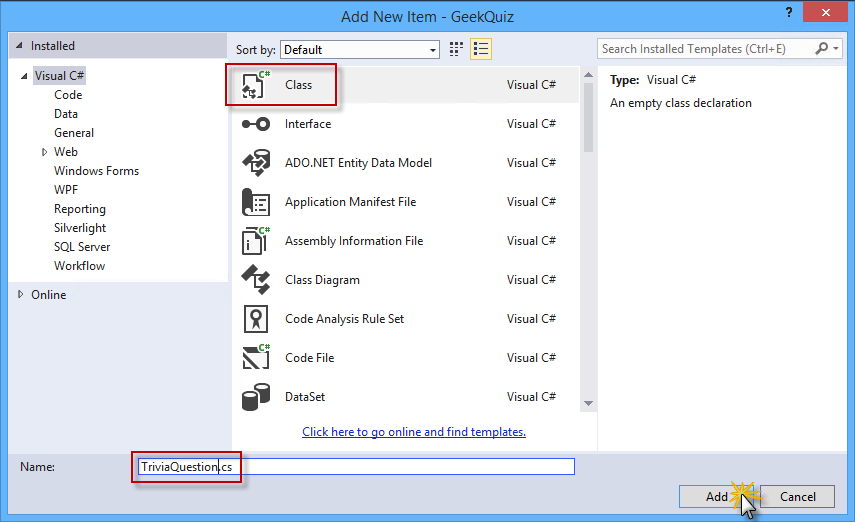 Add New Item - GeekQuiz
? x
Installed
Sort by: Default
Search Installed Templates (Ctrl+E)
Visual C#
Code
Data
General
Web
Windows Forms
WPF
Reporting
Silverlight
SQL Server
Workflow
Online
C# Class Visual C#
Interface Visual C#
ADO.NET Entity Data Model Visual C#
Application Manifest File Visual C#
C# Assembly Information File Visual C#
Class Diagram Visual C#
Code Analysis Rule Set Visual C#
C# Code File Visual C#
DataSet Visual C#
Click here to go online and find templates.
Type: Visual C#
An empty class declaration
Name: TriviaQuestion.cs
Add Cancel